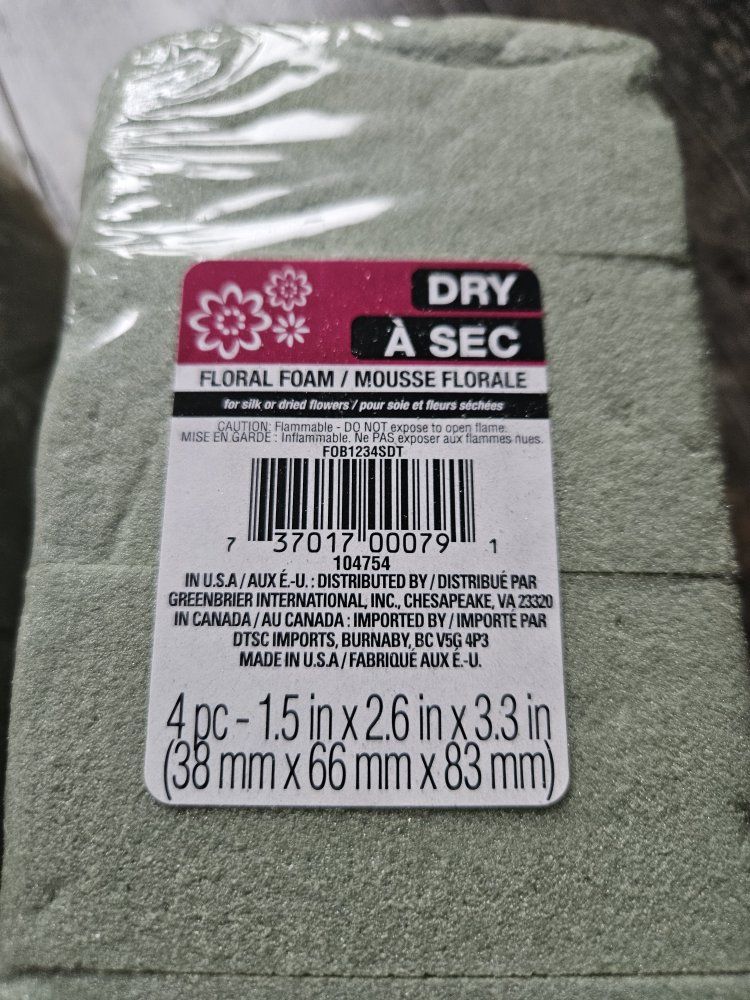 DRY
À SEC
FLORAL FOAM / MOUSSE FLORALE
for silk or dried flowers / pour soie et fleurs séchées
CAUTION: Flammable - DO NOT expose to open flame.
MISE EN GARDE : Inflammable. Ne PAS exposer aux flammes nues.
FOB1234SDT
7 37017 00079 1
104754
IN U.S.A / AUX É.-U. : DISTRIBUTED BY / DISTRIBUÉ PAR
GREENBRIER INTERNATIONAL, INC., CHESAPEAKE, VA 23320
IN CANADA / AU CANADA : IMPORTED BY / IMPORTÉ PAR
DTSC IMPORTS, BURNABY, BC V5G 4P3
MADE IN U.S.A / FABRIQUÉ AUX É.-U.
4 pc - 1.5 in x 2.6 in x 3.3 in
(38 mm x 66 mm x 83 mm)